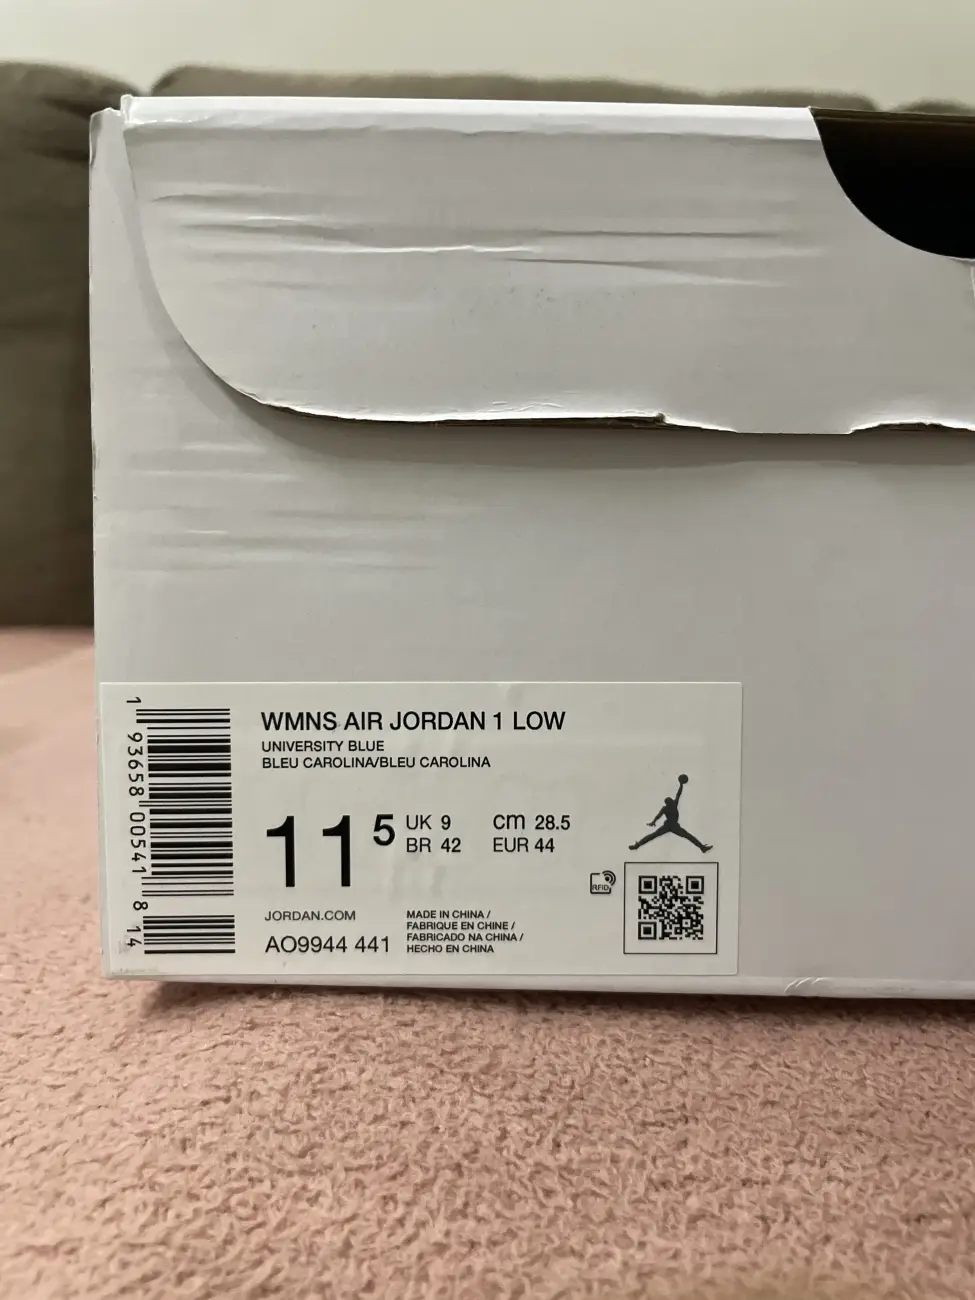 WMNS AIR JORDAN 1 LOW
UNIVERSITY BLUE
BLEU CAROLINA/BLEU CAROLINA
11 5 UK 9 cm 28.5
BR 42 EUR 44
RFID
JORDAN.COM
AO9944 441
MADE IN CHINA /
FABRIQUE EN CHINE /
FABRICADO NA CHINA /
HECHO EN CHINA
1 93658 00541 8 14